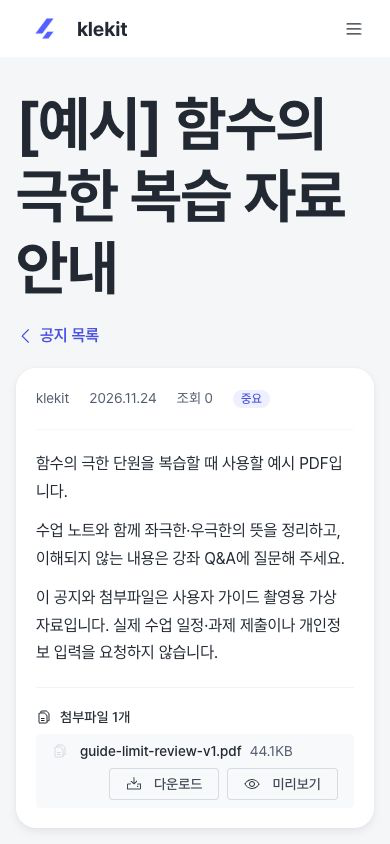 klekit
[예시] 함수의
극한 복습 자료
안내
공지 목록
klekit 2026.11.24 조회 0 중요
함수의 극한 단원을 복습할 때 사용할 예시 PDF입
니다.
수업 노트와 함께 좌극한·우극한의 뜻을 정리하고,
이해되지 않는 내용은 강좌 Q&A에 질문해 주세요.
이 공지와 첨부파일은 사용자 가이드 촬영용 가상
자료입니다. 실제 수업 일정·과제 제출이나 개인정
보 입력을 요청하지 않습니다.
첨부파일 1개
guide-limit-review-v1.pdf 44.1KB
다운로드 미리보기